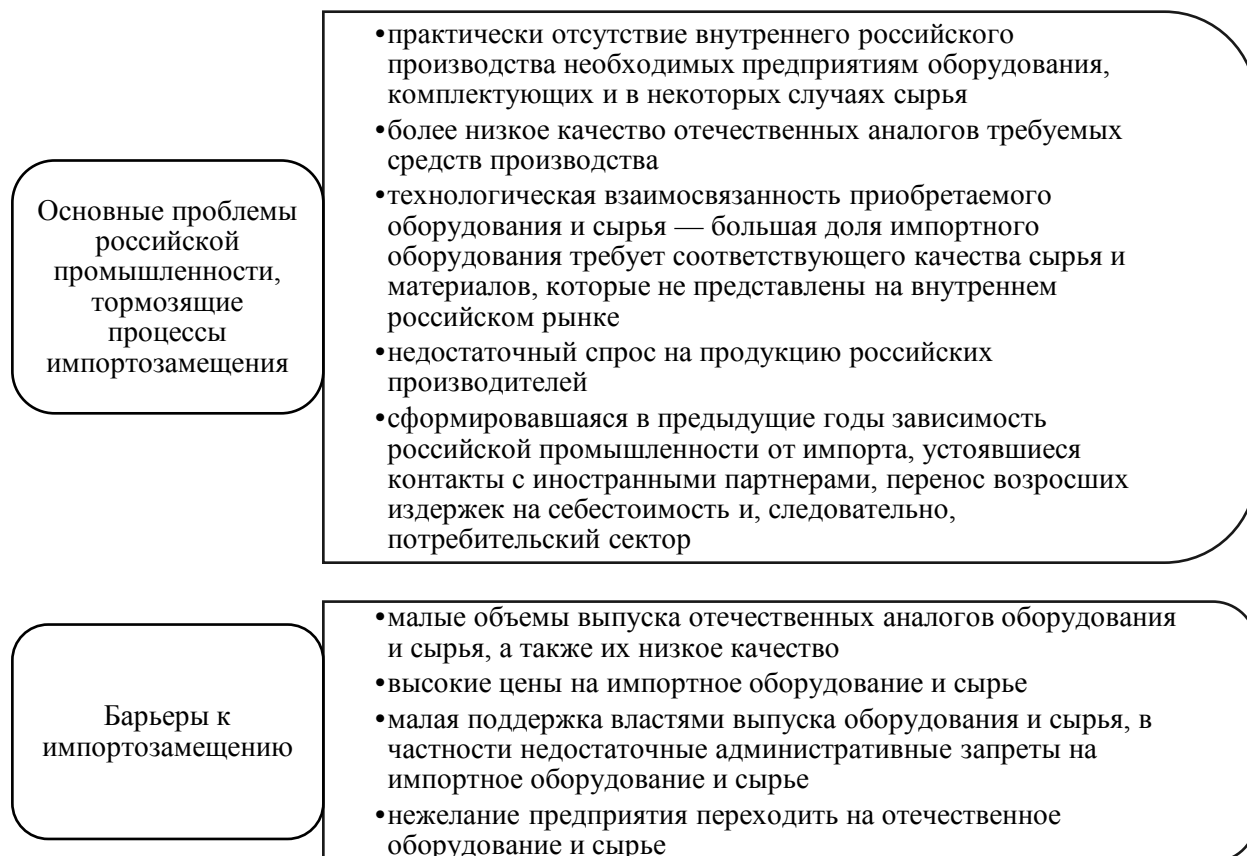 Основные проблемы
российской
промышленности,
тормозящие
процессы
импортозамещения
•практически отсутствие внутреннего российского
производства необходимых предприятиям оборудования,
комплектующих и в некоторых случаях сырья
•более низкое качество отечественных аналогов требуемых
средств производства
•технологическая взаимосвязанность приобретаемого
оборудования и сырья — большая доля импортного
оборудования требует соответствующего качества сырья и
материалов, которые не представлены на внутреннем
российском рынке
•недостаточный спрос на продукцию российских
производителей
•сформировавшаяся в предыдущие годы зависимость
российской промышленности от импорта, устоявшиеся
контакты с иностранными партнерами, перенос возросших
издержек на себестоимость и, следовательно,
потребительский сектор
Барьеры к
импортозамещению
•малые объемы выпуска отечественных аналогов оборудования
и сырья, а также их низкое качество
•высокие цены на импортное оборудование и сырье
•малая поддержка властями выпуска оборудования и сырья, в
частности недостаточные административные запреты на
импортное оборудование и сырье
•нежелание предприятия переходить на отечественное
оборудование и сырье